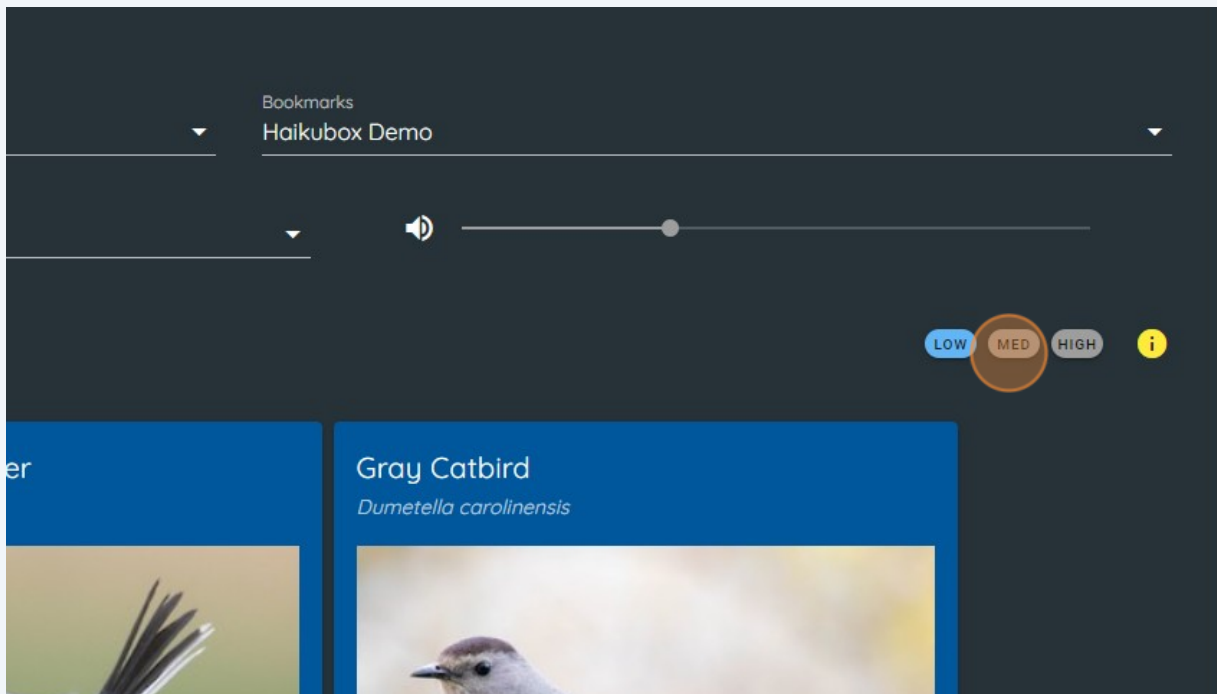 Bookmarks
Haikubox Demo
LOW MED HIGH i
er
Gray Catbird
Dumetella carolinensis